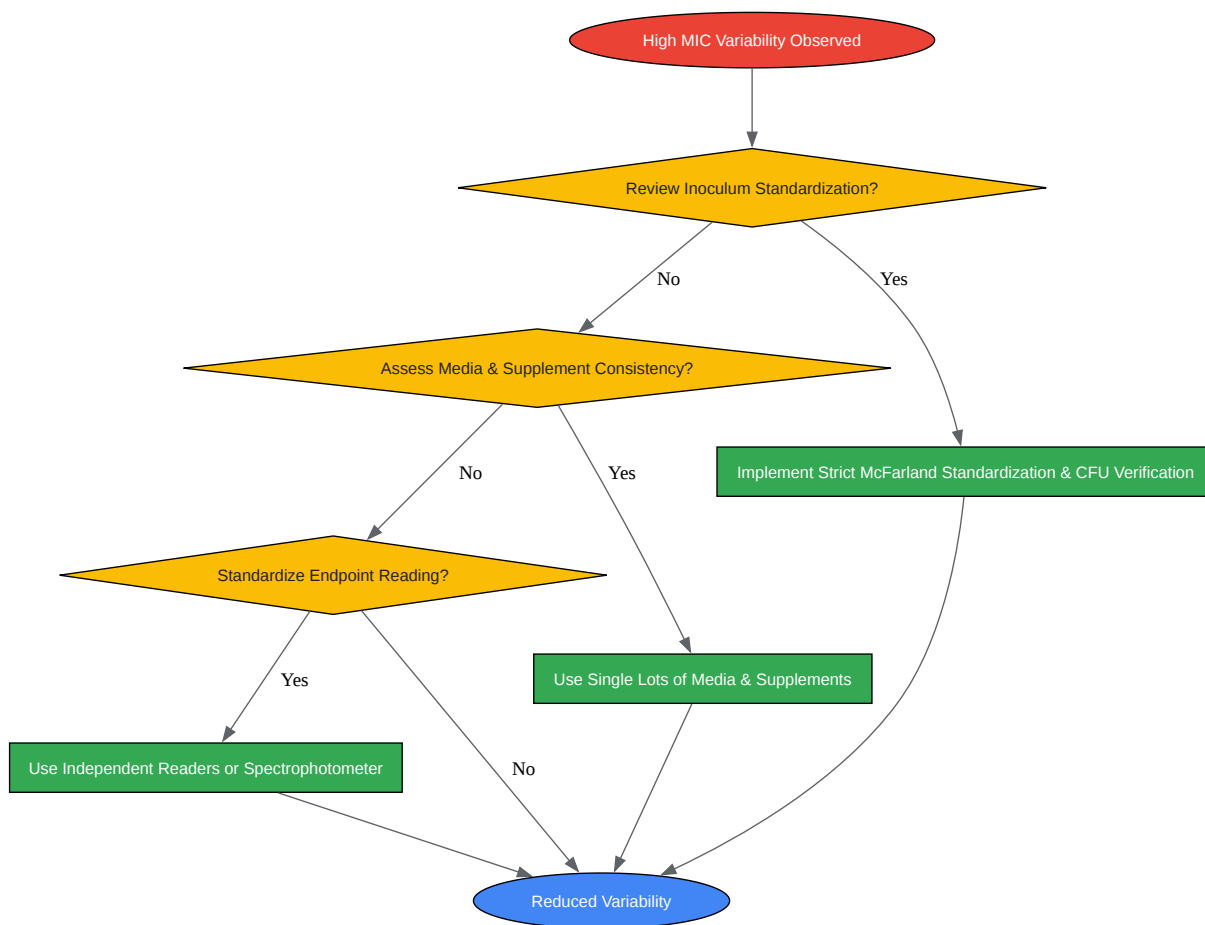 High MIC Variability Observed
Review Inoculum Standardization?
No
Yes
Assess Media & Supplement Consistency?
No
Yes
Implement Strict McFarland Standardization & CFU Verification
Standardize Endpoint Reading?
Yes
No
Use Single Lots of Media & Supplements
Use Independent Readers or Spectrophotometer
Reduced Variability